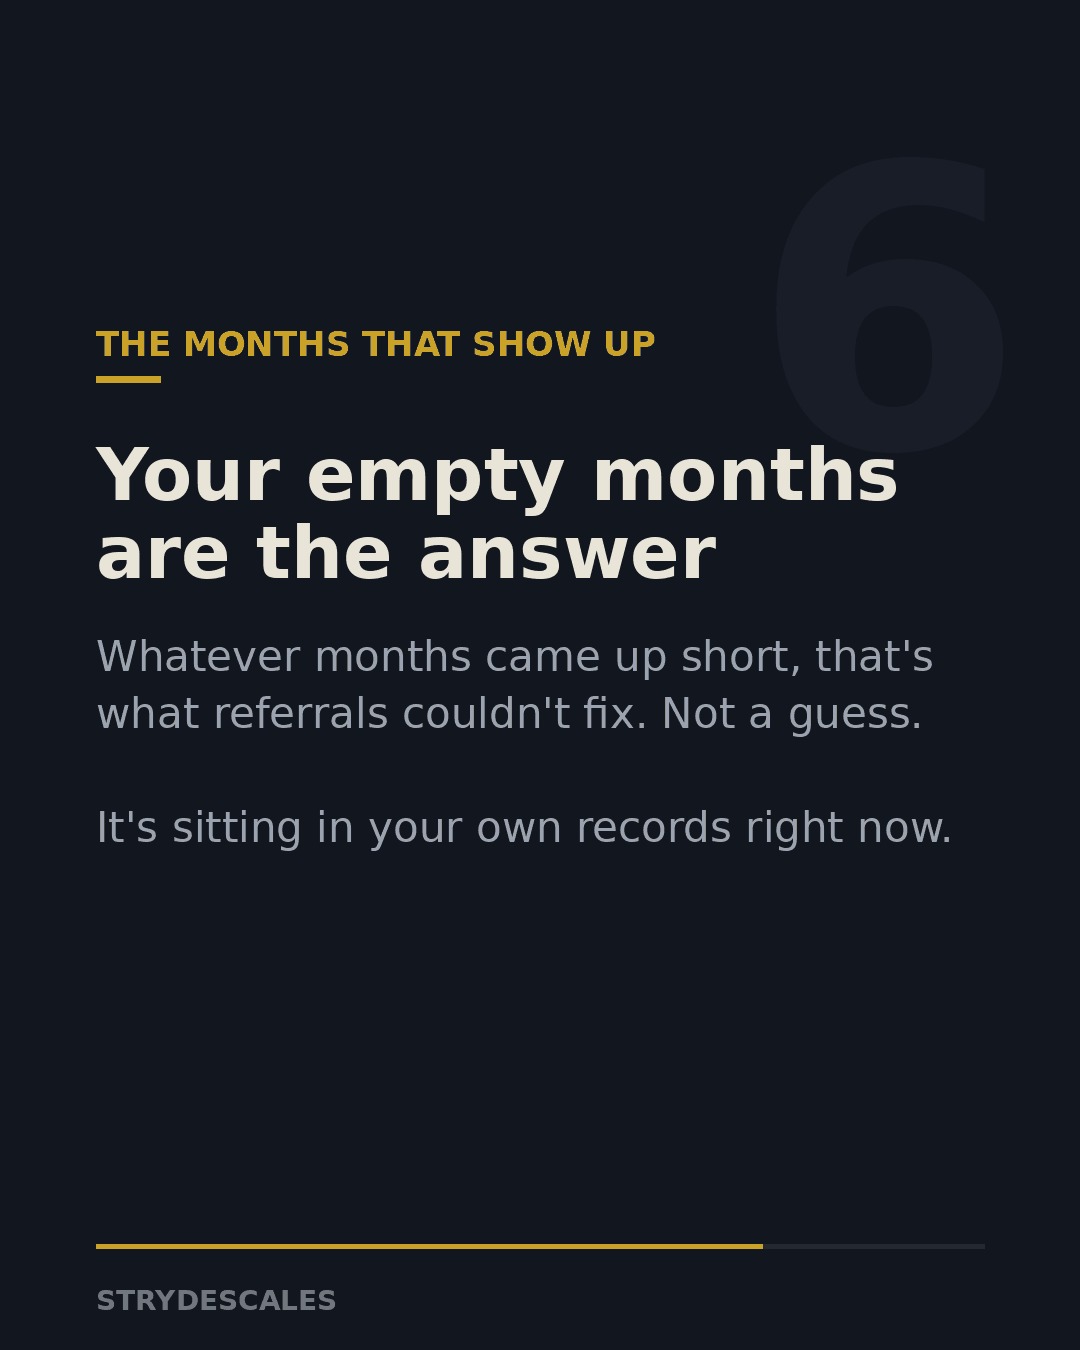 6
THE MONTHS THAT SHOW UP
Your empty months
are the answer
Whatever months came up short, that's
what referrals couldn't fix. Not a guess.
It's sitting in your own records right now.
STRYDESCALES